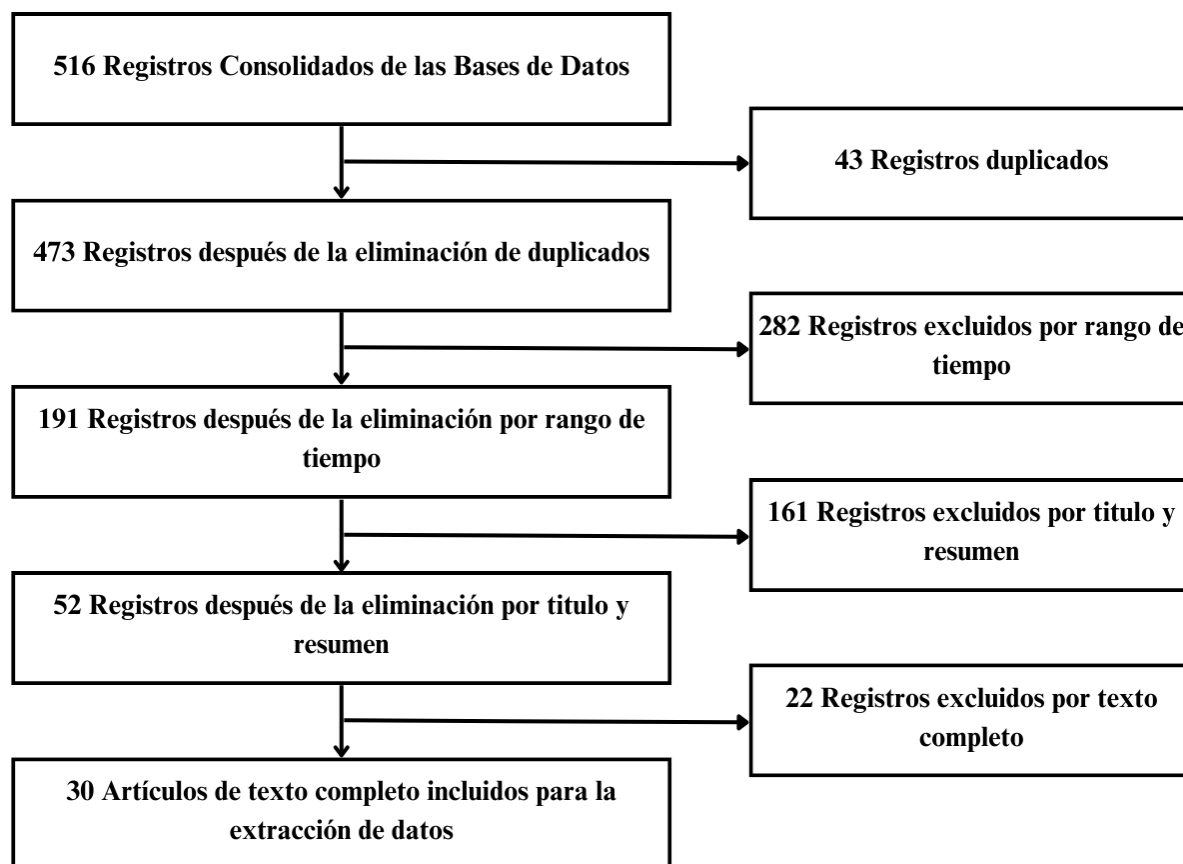 516 Registros Consolidados de las Bases de Datos
43 Registros duplicados
473 Registros después de la eliminación de duplicados
282 Registros excluidos por rango de
tiempo
191 Registros después de la eliminación por rango de
tiempo
161 Registros excluidos por titulo y
resumen
52 Registros después de la eliminación por titulo y
resumen
22 Registros excluidos por texto
completo
30 Artículos de texto completo incluidos para la
extracción de datos